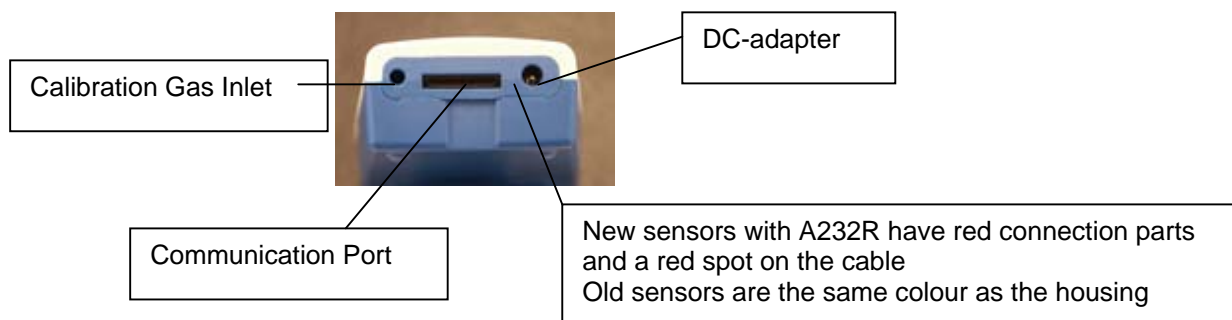 DC-adapter
Calibration Gas Inlet
Communication Port
New sensors with A232R have red connection parts
and a red spot on the cable
Old sensors are the same colour as the housing